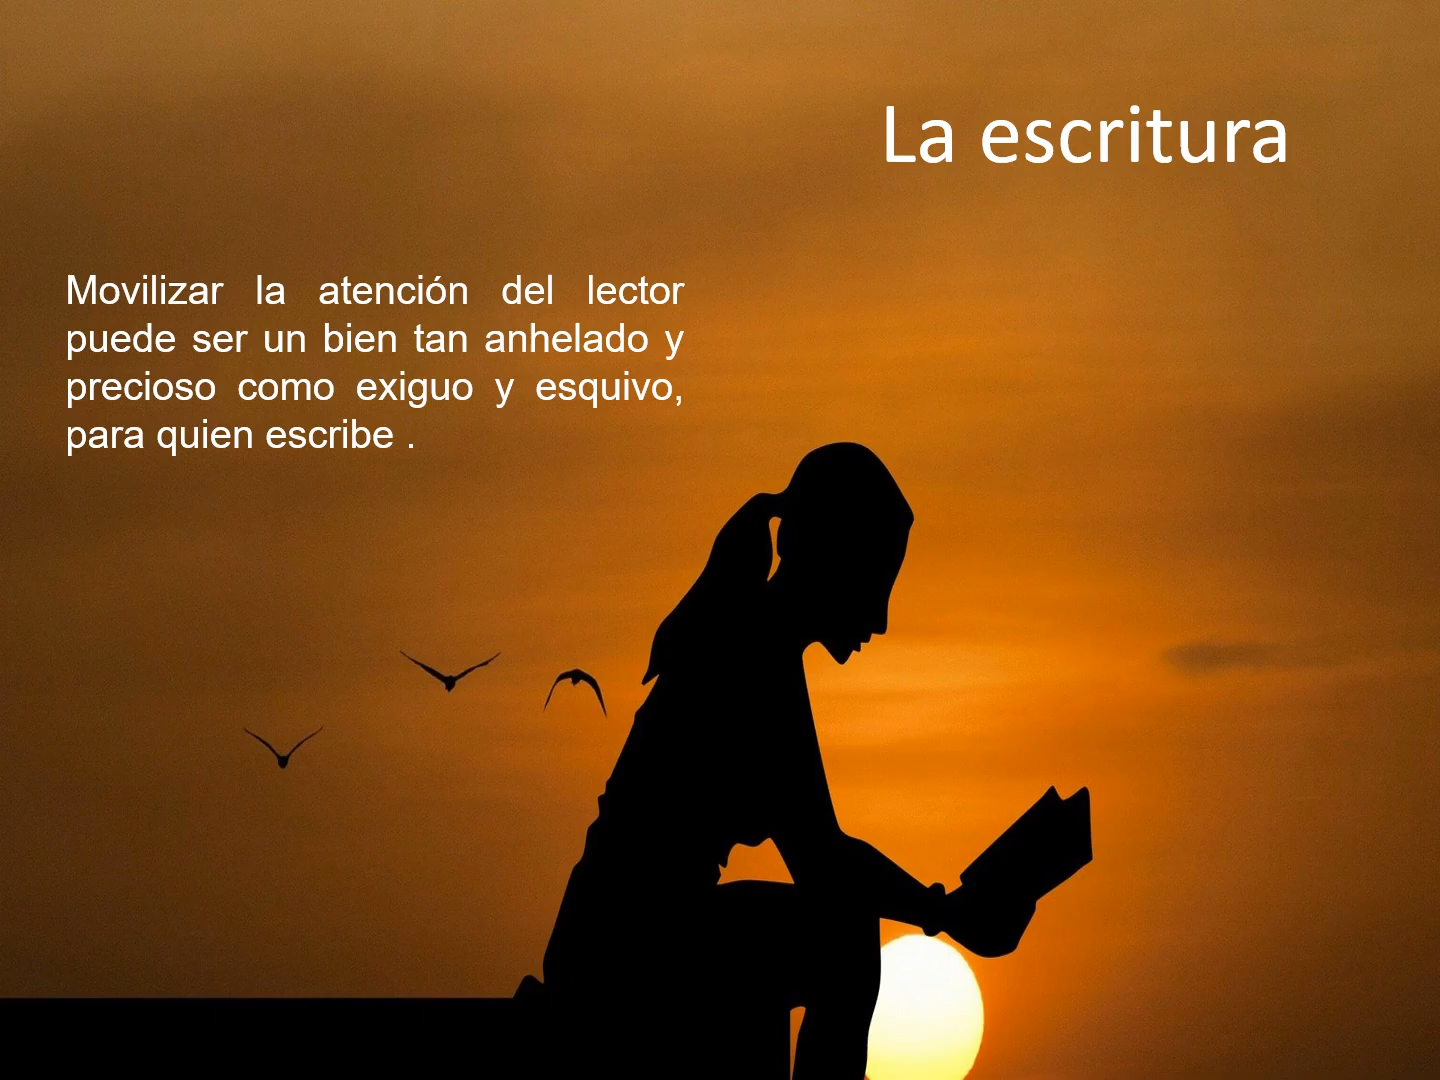 La escritura
Movilizar la atención del lector
puede ser un bien tan anhelado y
precioso como exiguo y esquivo,
para quien escribe .